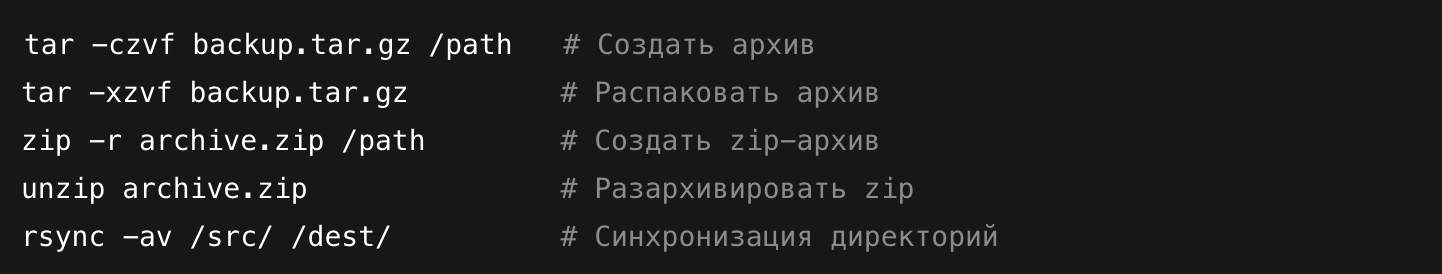 tar -czvf backup.tar.gz /path   # Создать архив
tar -xzvf backup.tar.gz         # Распаковать архив
zip -r archive.zip /path        # Создать zip-архив
unzip archive.zip               # Разархивировать zip
rsync -av /src/ /dest/          # Синхронизация директорий